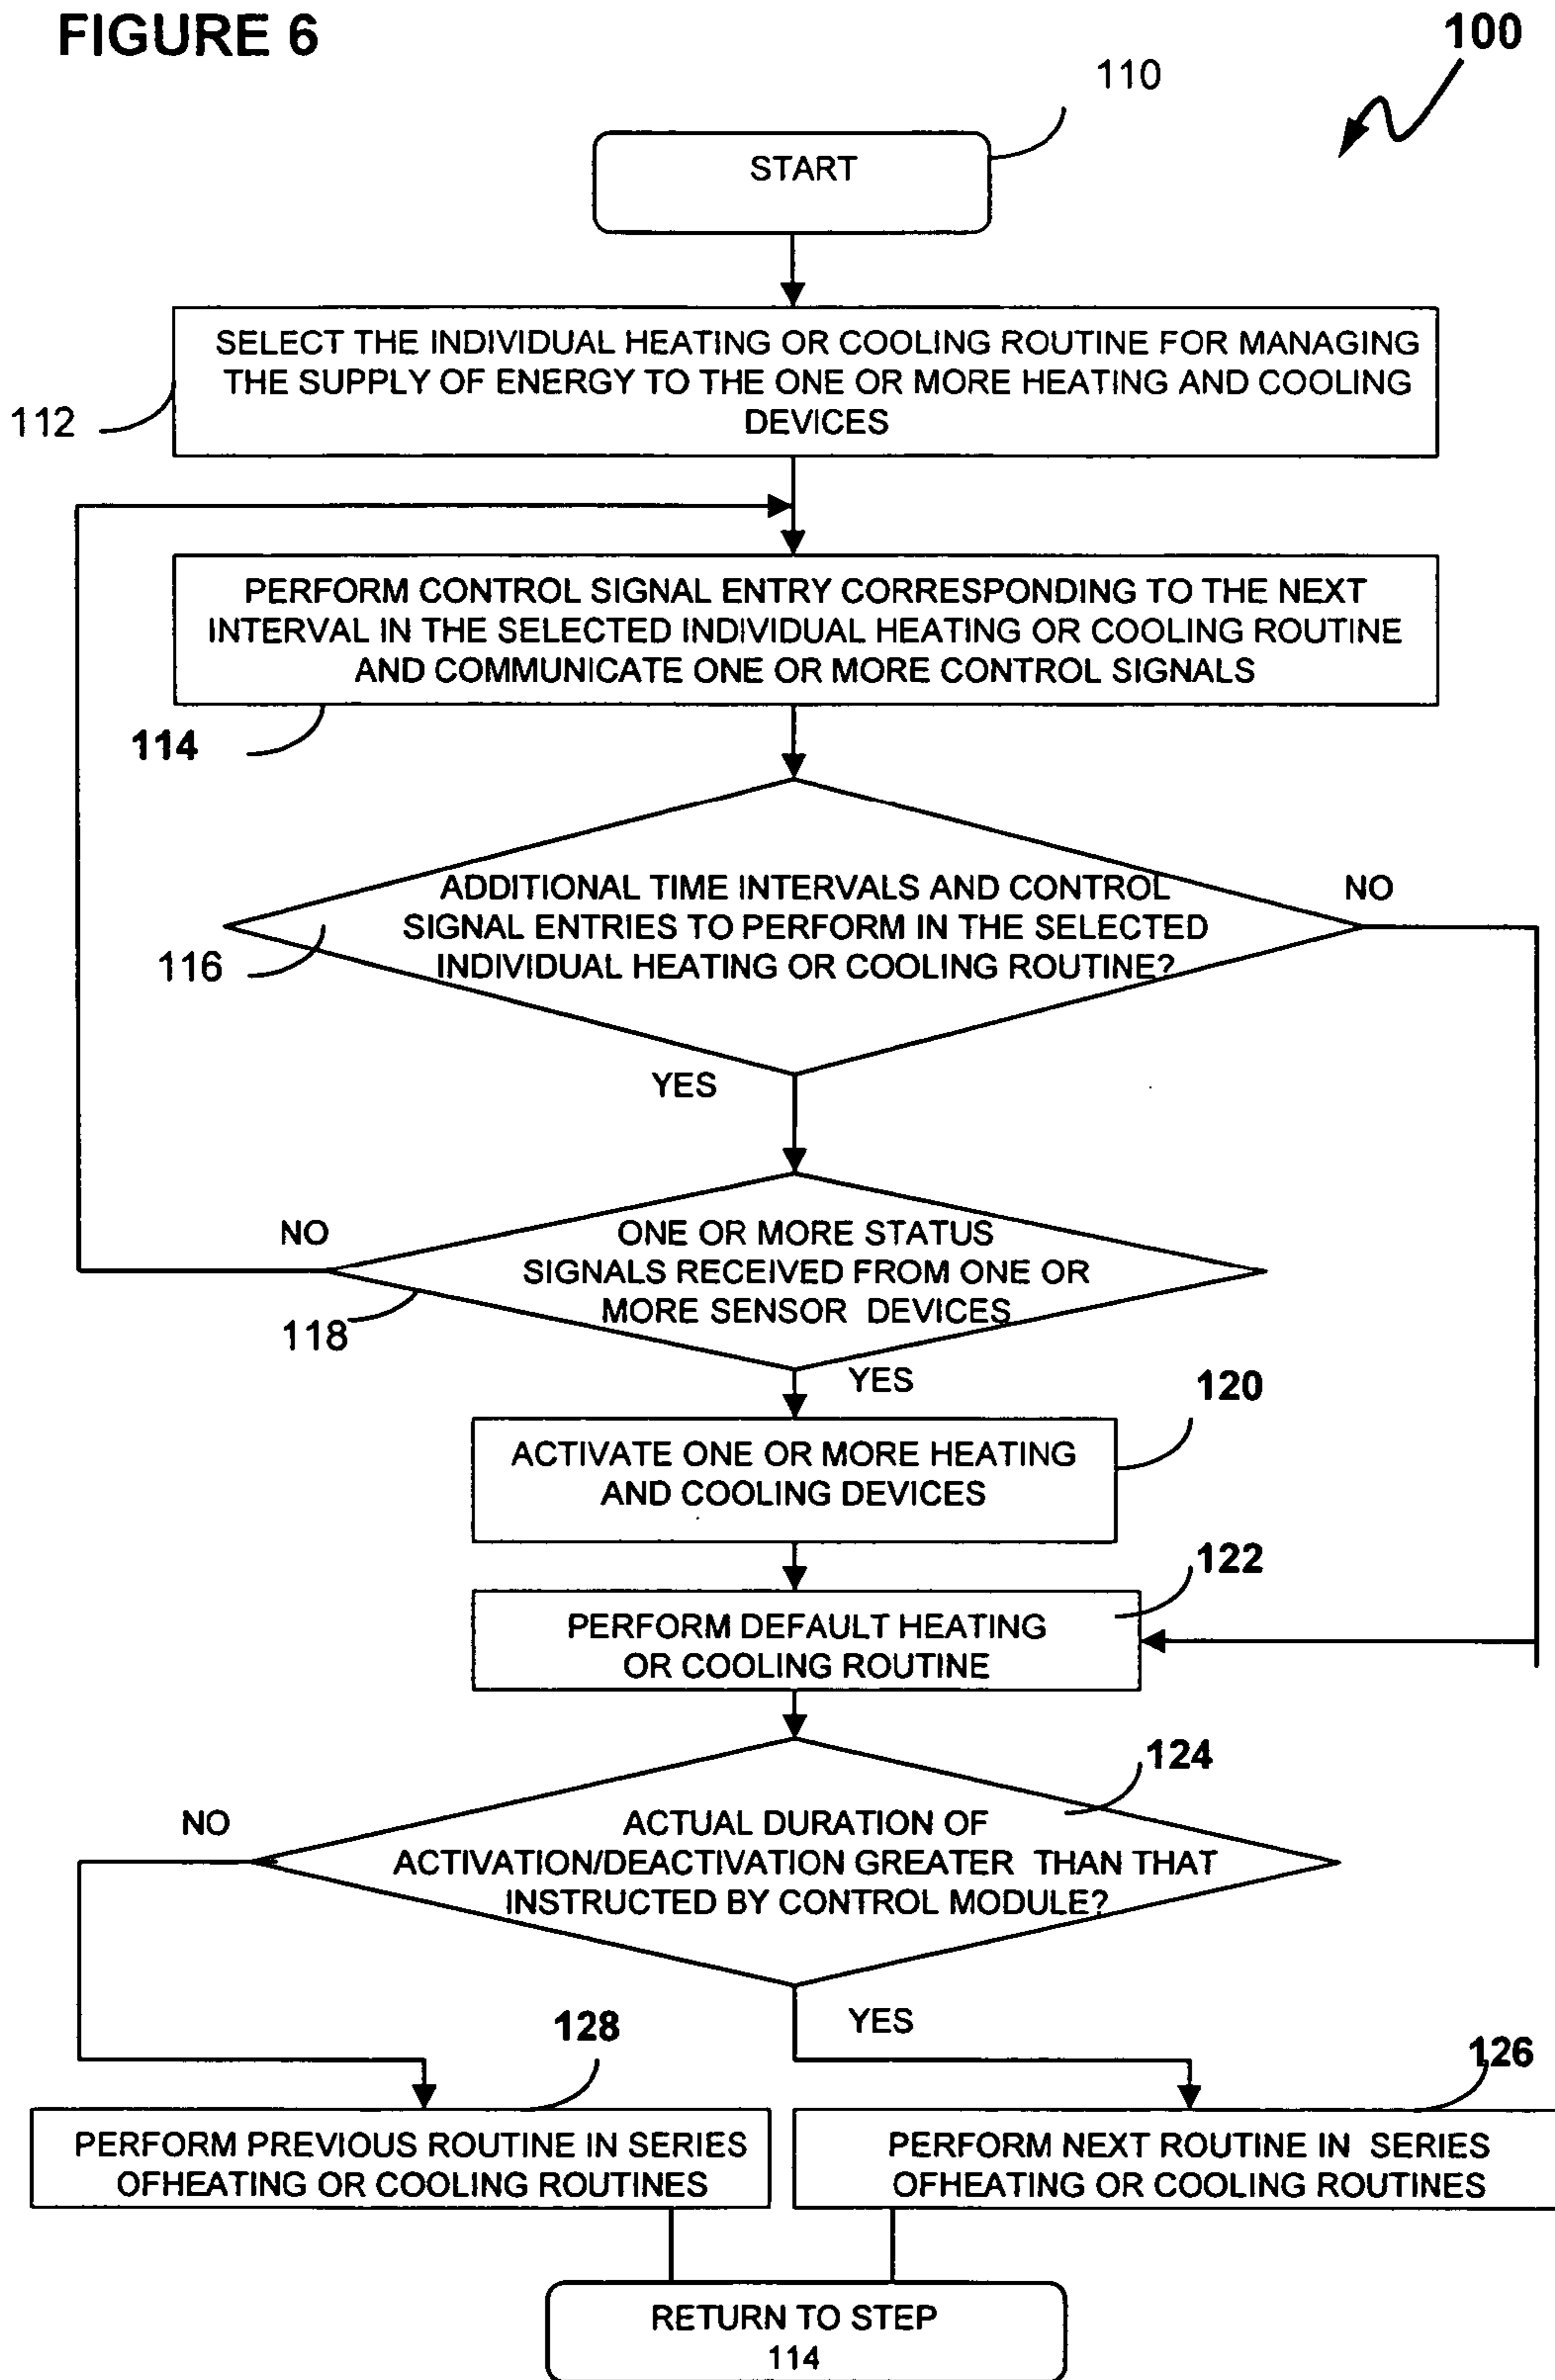 FIGURE 6
100
110
START
SELECT THE INDIVIDUAL HEATING OR COOLING ROUTINE FOR MANAGING
THE SUPPLY OF ENERGY TO THE ONE OR MORE HEATING AND COOLING
DEVICES
112
PERFORM CONTROL SIGNAL ENTRY CORRESPONDING TO THE NEXT
INTERVAL IN THE SELECTED INDIVIDUAL HEATING OR COOLING ROUTINE
AND COMMUNICATE ONE OR MORE CONTROL SIGNALS
114
ADDITIONAL TIME INTERVALS AND CONTROL
SIGNAL ENTRIES TO PERFORM IN THE SELECTED
INDIVIDUAL HEATING OR COOLING ROUTINE?
NO
116
YES
NO
ONE OR MORE STATUS
SIGNALS RECEIVED FROM ONE OR
MORE SENSOR DEVICES
118
YES
120
ACTIVATE ONE OR MORE HEATING
AND COOLING DEVICES
122
PERFORM DEFAULT HEATING
OR COOLING ROUTINE
124
NO
ACTUAL DURATION OF
ACTIVATION/DEACTIVATION GREATER THAN THAT
INSTRUCTED BY CONTROL MODULE?
YES
128
126
PERFORM PREVIOUS ROUTINE IN SERIES
OFHEATING OR COOLING ROUTINES
PERFORM NEXT ROUTINE IN SERIES
OFHEATING OR COOLING ROUTINES
RETURN TO STEP
114